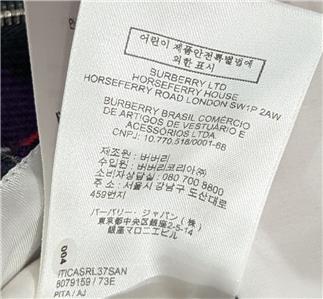 어린이 제품안전특별법에
의한 표시
BURBERRY LTD
HORSEFERRY HOUSE
HORSEFERRY ROAD LONDON SW1P 2AW
BURBERRY BRASIL COMÉRCIO
DE ARTIGOS DE VESTUÁRIO E
ACESSÓRIOS LTDA.
CNPJ: 10.770.518/0001-68
제조원 : 버버리
수입원 : 버버리코리아㈜
소비자상담실 : 080 700 8800
주소 : 서울시 강남구 도산대로
459번지
バーバリー・ジャパン(株)
東京都中央区銀座2-5-14
銀座マロニエビル
004
ITICASRL37SAN
8079159 / 73E
PITA / AJ